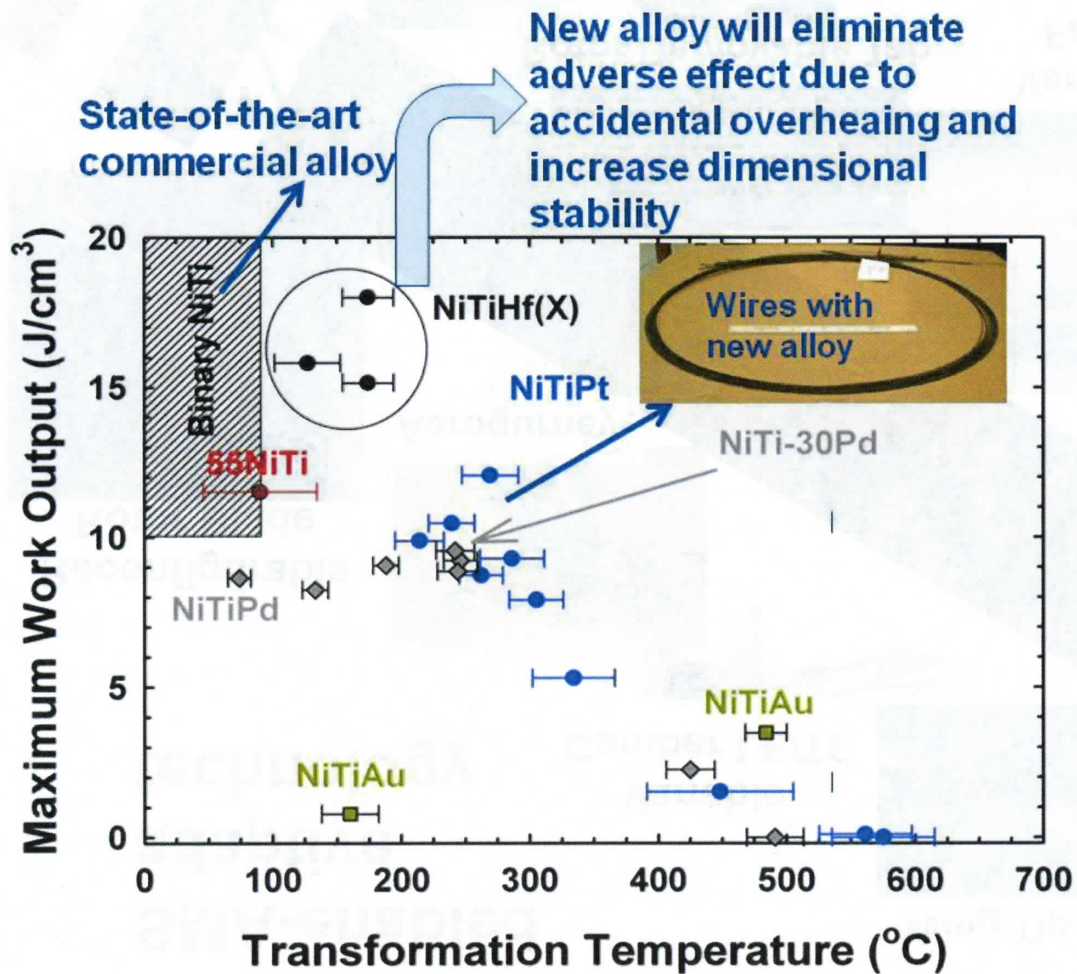 New alloy will eliminate
adverse effect due to
accidental overheaing and
increase dimensional
stability
State-of-the-art
commercial alloy
20
15
10
5
0
Maximum Work Output (J/cm³)
Binary NiTi
NiTiHf(X)
Wires with
new alloy
NiTiPt
NiTi-30Pd
55NiTi
NiTiPd
NiTiAu
NiTiAu
0 100 200 300 400 500 600 700
Transformation Temperature (°C)